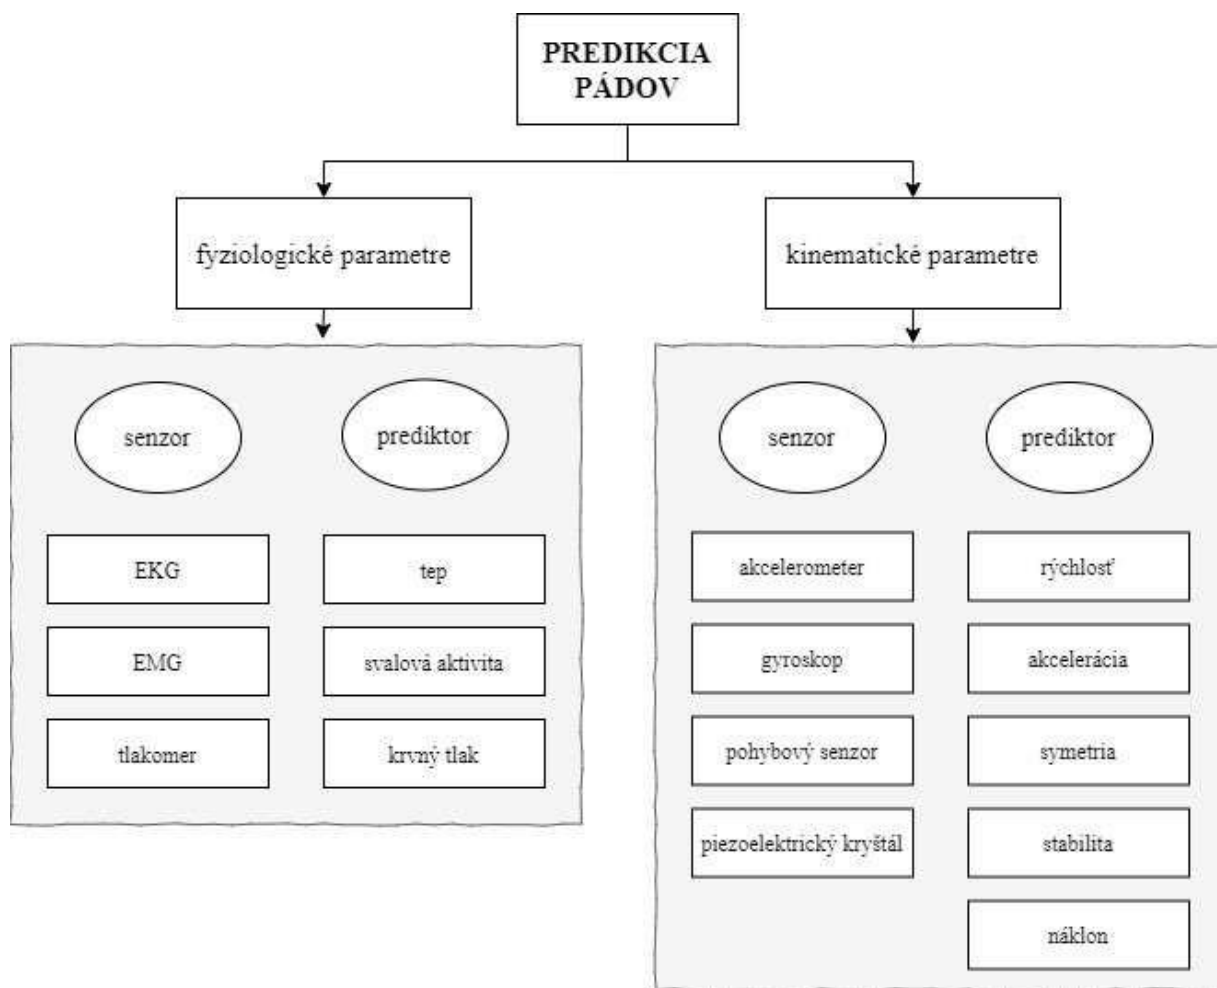 PREDIKCIA
PÁDOV
fyziologické parametre
kinematické parametre
senzor
prediktor
senzor
prediktor
EKG
tep
akcelerometer
rýchlosť
EMG
svalová aktivita
gyroskop
akcelerácia
tlakomer
krvný tlak
pohybový senzor
symetria
piezoelektrický kryštál
stabilita
náklon